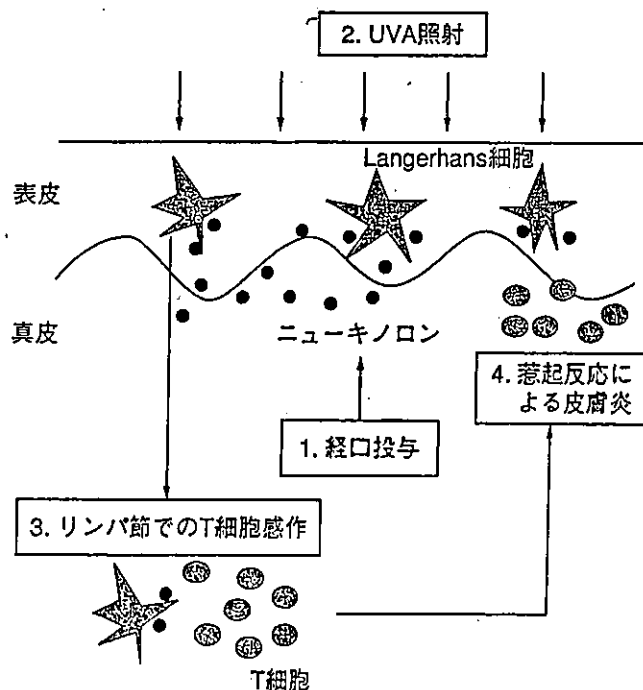 2. UVA照射
Langerhans細胞
表皮
真皮
ニューキノロン
4. 惹起反応に
よる皮膚炎
1. 経口投与
3. リンパ節でのT細胞感作
T細胞